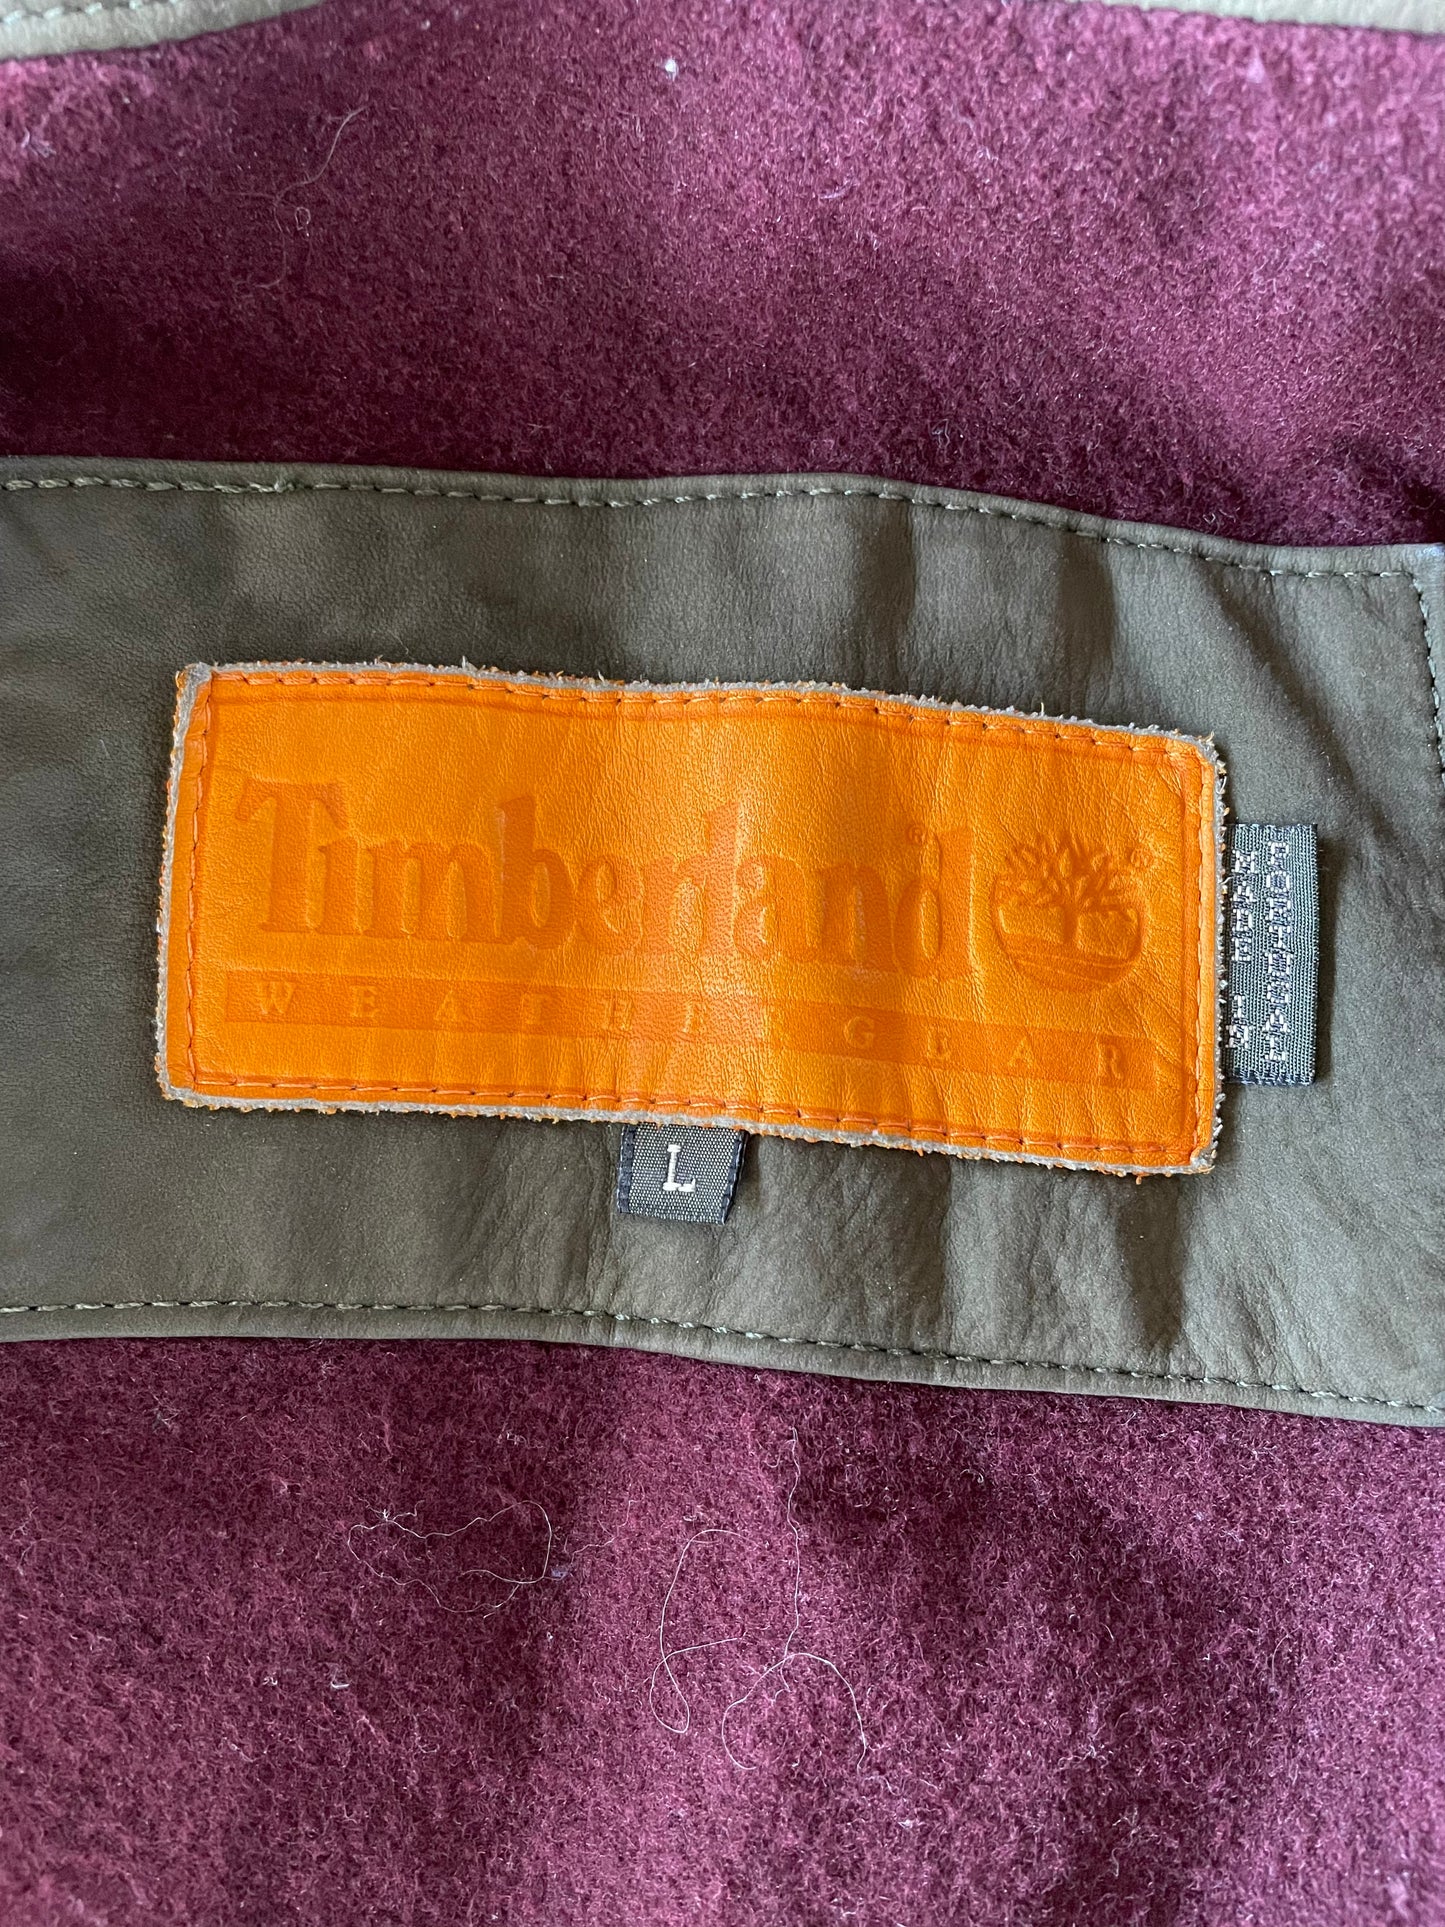 Timberland® ®
WEATHERGEAR
L
MADE IN
PORTUGAL